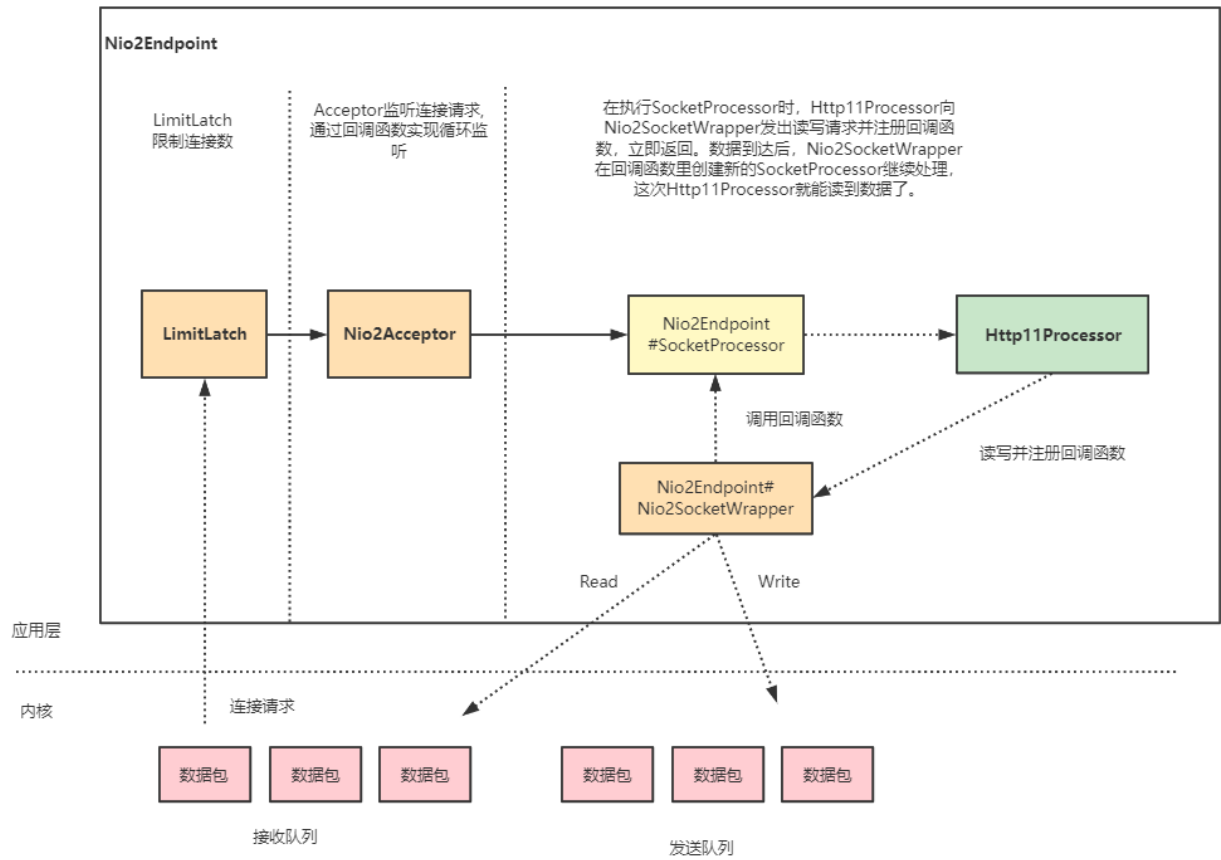 Nio2Endpoint
LimitLatch
限制连接数
Acceptor监听连接请求,
通过回调函数实现循环监
听
在执行SocketProcessor时，Http11Processor向
Nio2SocketWrapper发出读写请求并注册回调函
数，立即返回。数据到达后，Nio2SocketWrapper
在回调函数里创建新的SocketProcessor继续处理，
这次Http11Processor就能读到数据了。
LimitLatch
Nio2Acceptor
Nio2Endpoint
#SocketProcessor
Http11Processor
调用回调函数
读写并注册回调函数
Nio2Endpoint#
Nio2SocketWrapper
Read
Write
应用层
内核
连接请求
数据包
数据包
数据包
数据包
数据包
数据包
接收队列
发送队列